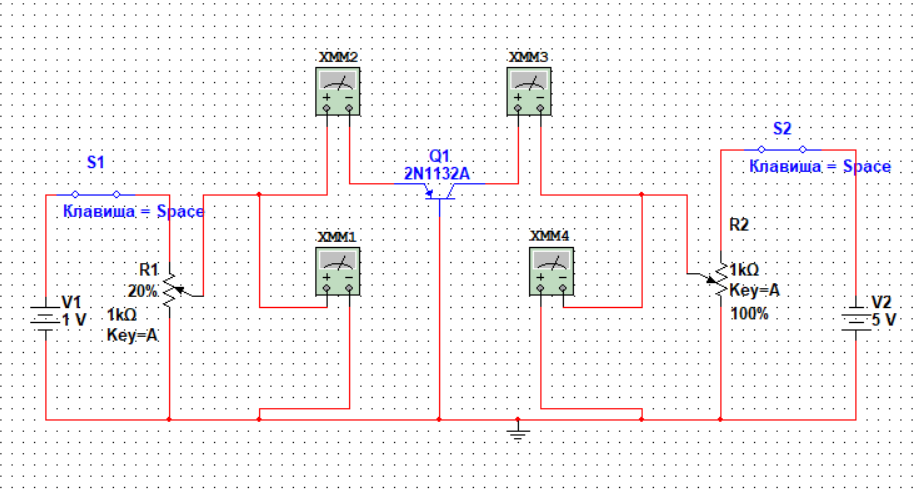 XMM2
XMM3
S1
Клавиша = Space
Q1
2N1132A
S2
Клавиша = Space
XMM1
XMM4
R1
20%
1kΩ
Key=A
V1
1 V
R2
1kΩ
Key=A
100%
V2
5 V